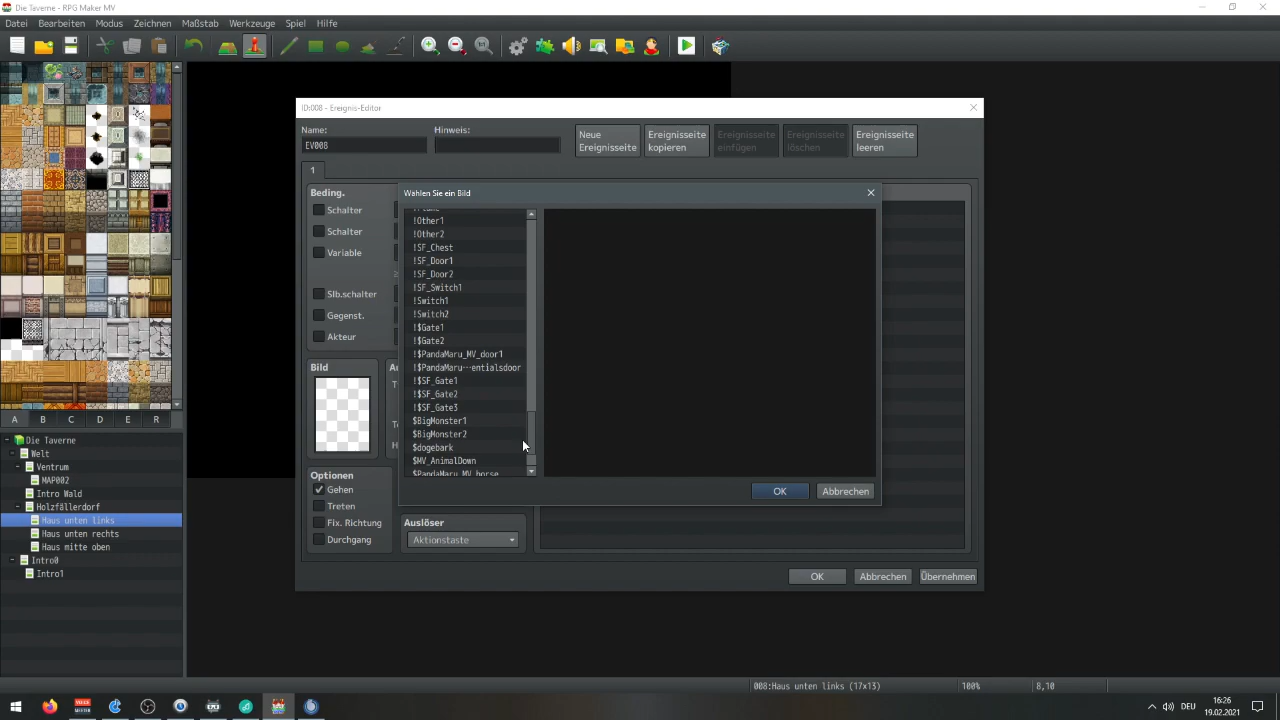 Die Taverne - RPG Maker MV
Datei Bearbeiten Modus Zeichnen Maßstab Werkzeuge Spiel Hilfe
ID:008 - Ereignis-Editor
Name:
Hinweis:
EV008
Neue Ereignisseite
Ereignisseite kopieren
Ereignisseite einfügen
Ereignisseite löschen
Ereignisseite leeren
1
Beding.
Schalter
Schalter
Variable
Slb.schalter
Gegenst.
Akteur
Bild
Optionen
Gehen
Treten
Fix. Richtung
Durchgang
Auslöser
Aktionstaste
OK Abbrechen Übernehmen
Wählen Sie ein Bild
!Other1
!Other2
!SF_Chest
!SF_Door1
!SF_Door2
!SF_Switch1
!Switch1
!Switch2
!$Gate1
!$Gate2
!$PandaMaru_MV_door1
!$PandaMaru…entialsdoor
!$SF_Gate1
!$SF_Gate2
!$SF_Gate3
$BigMonster1
$BigMonster2
$dogebark
$MV_AnimalDown
$PandaMaru_MV_horse
OK Abbrechen
A B C D E R
Die Taverne
Welt
Ventrum
MAP002
Intro Wald
Holzfällerdorf
Haus unten links
Haus unten rechts
Haus mitte oben
Intro0
Intro1
008:Haus unten links (17x13) 100% 8,10
DEU
16:26
19.02.2021